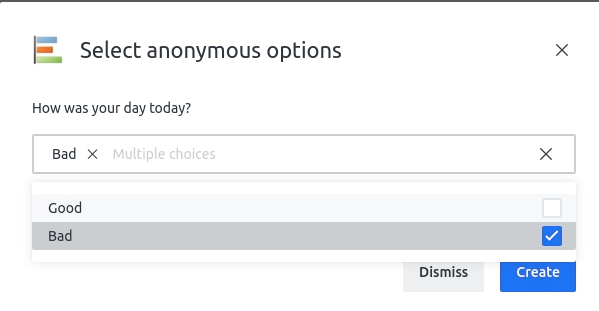 Select anonymous options
How was your day today?
Bad Multiple choices
Good
Bad
Dismiss Create